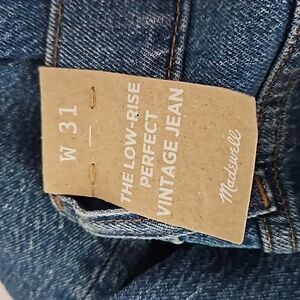 W 31
THE LOW-RISE
PERFECT
VINTAGE JEAN
Madewell